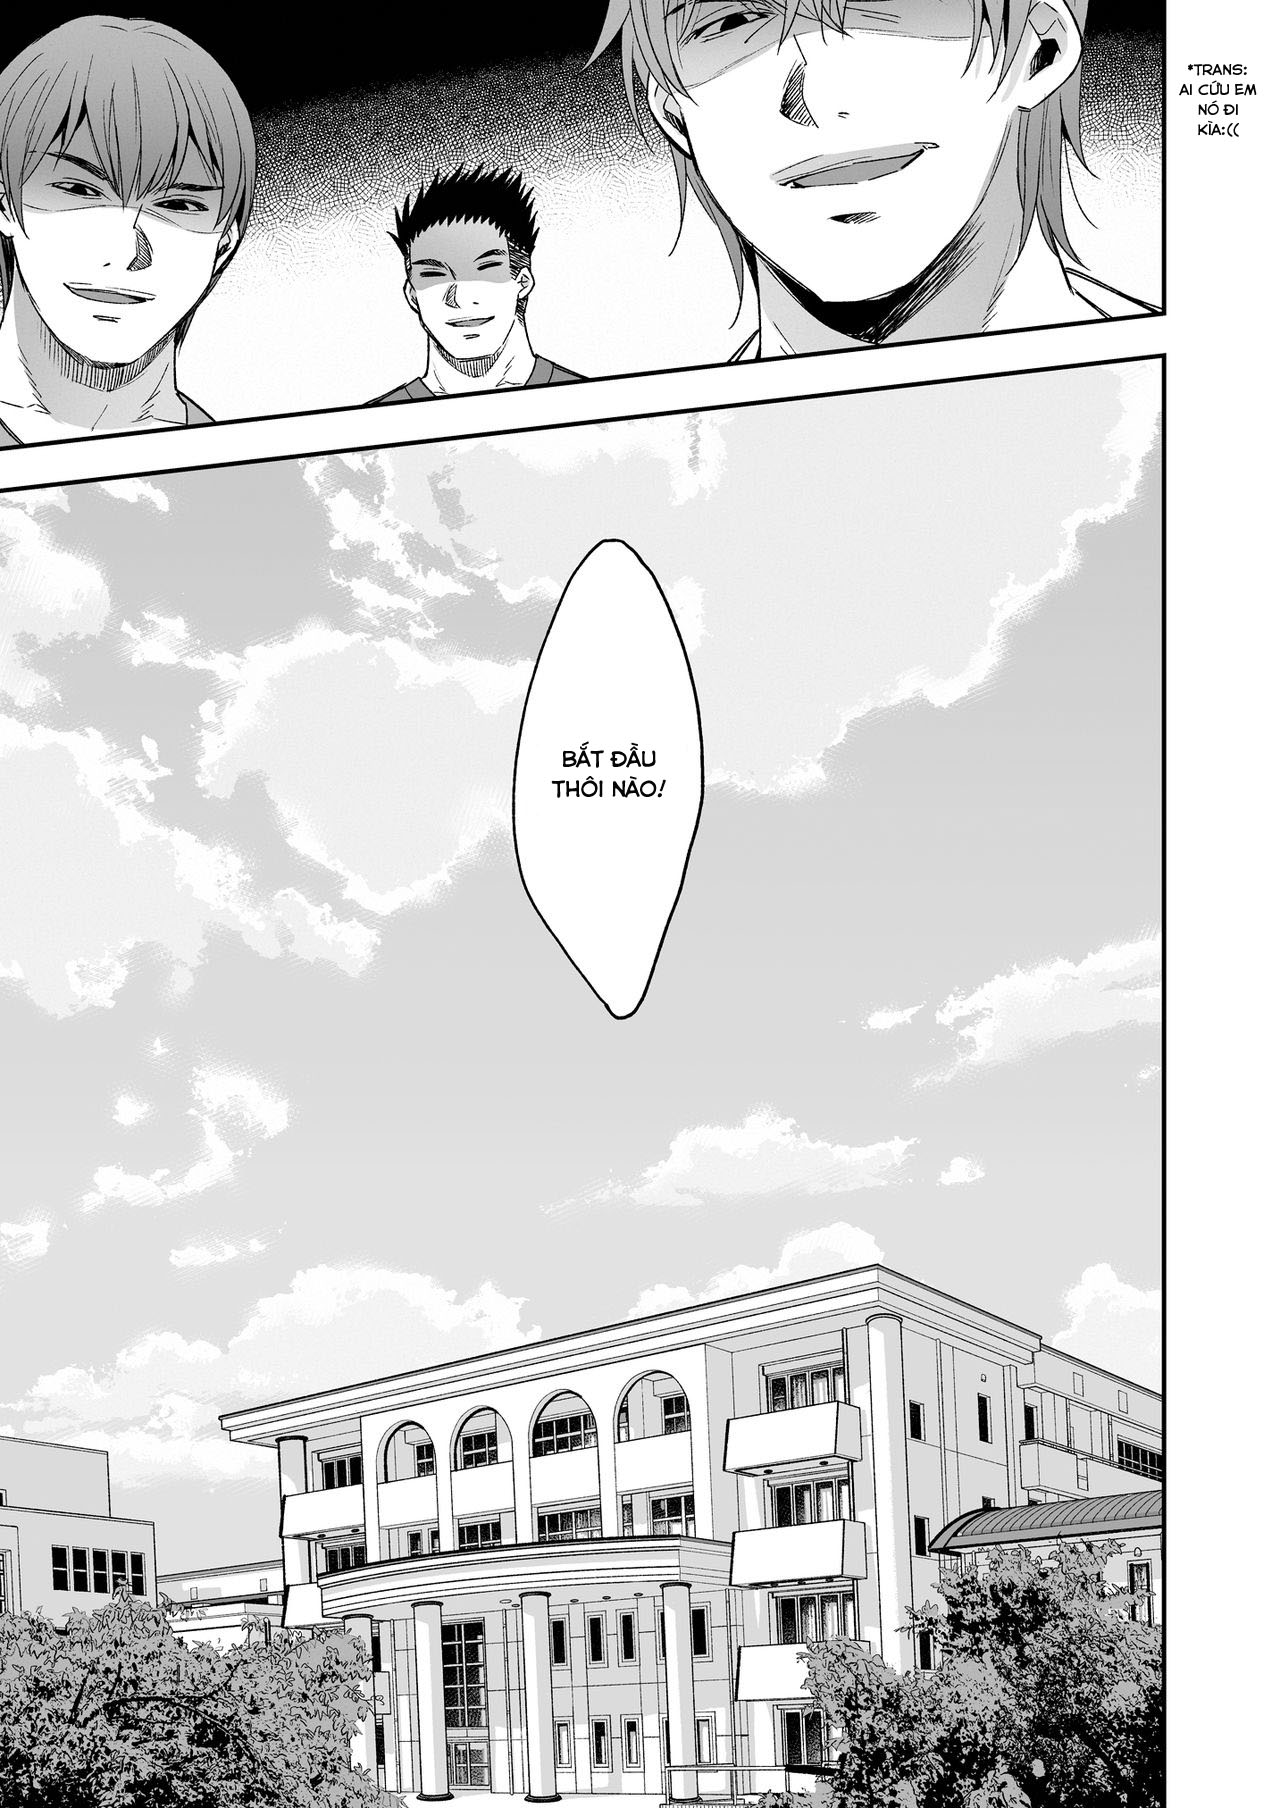 *TRANS:
AI CỨU EM
NÓ ĐI
KÌA:((
BẮT ĐẦU
THÔI NÀO!